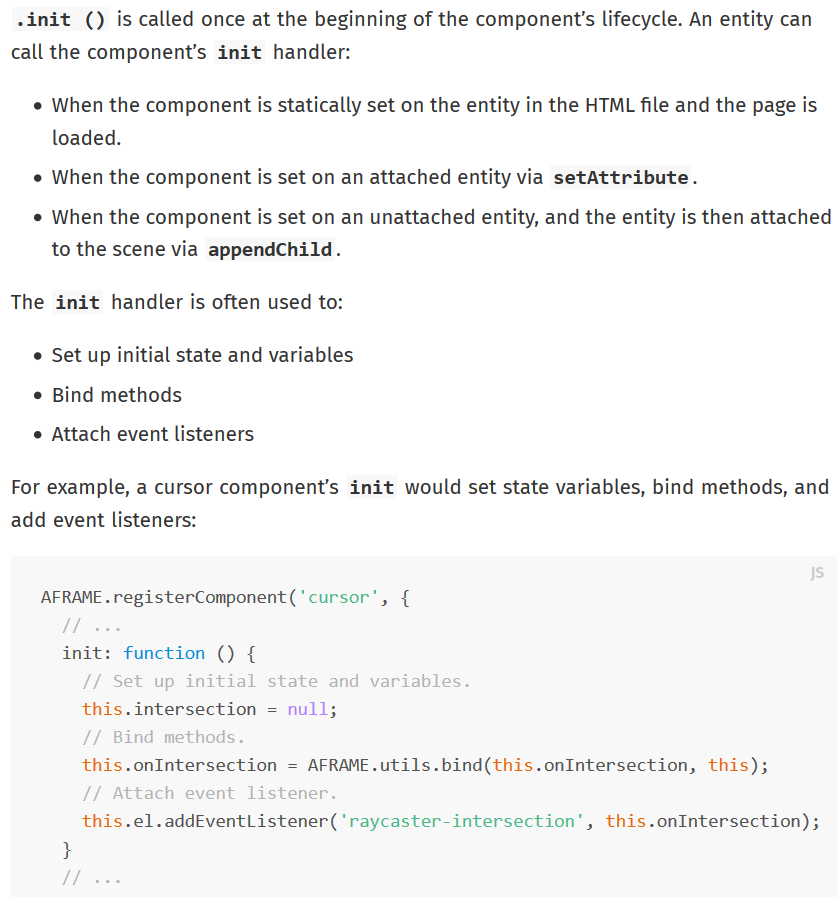 .init () is called once at the beginning of the component’s lifecycle. An entity can
call the component’s init handler:
• When the component is statically set on the entity in the HTML file and the page is
loaded.
• When the component is set on an attached entity via setAttribute.
• When the component is set on an unattached entity, and the entity is then attached
to the scene via appendChild.
The init handler is often used to:
• Set up initial state and variables
• Bind methods
• Attach event listeners
For example, a cursor component’s init would set state variables, bind methods, and
add event listeners:
JS
AFRAME.registerComponent('cursor', {
  // ...
  init: function () {
    // Set up initial state and variables.
    this.intersection = null;
    // Bind methods.
    this.onIntersection = AFRAME.utils.bind(this.onIntersection, this);
    // Attach event listener.
    this.el.addEventListener('raycaster-intersection', this.onIntersection);
  }
  // ...